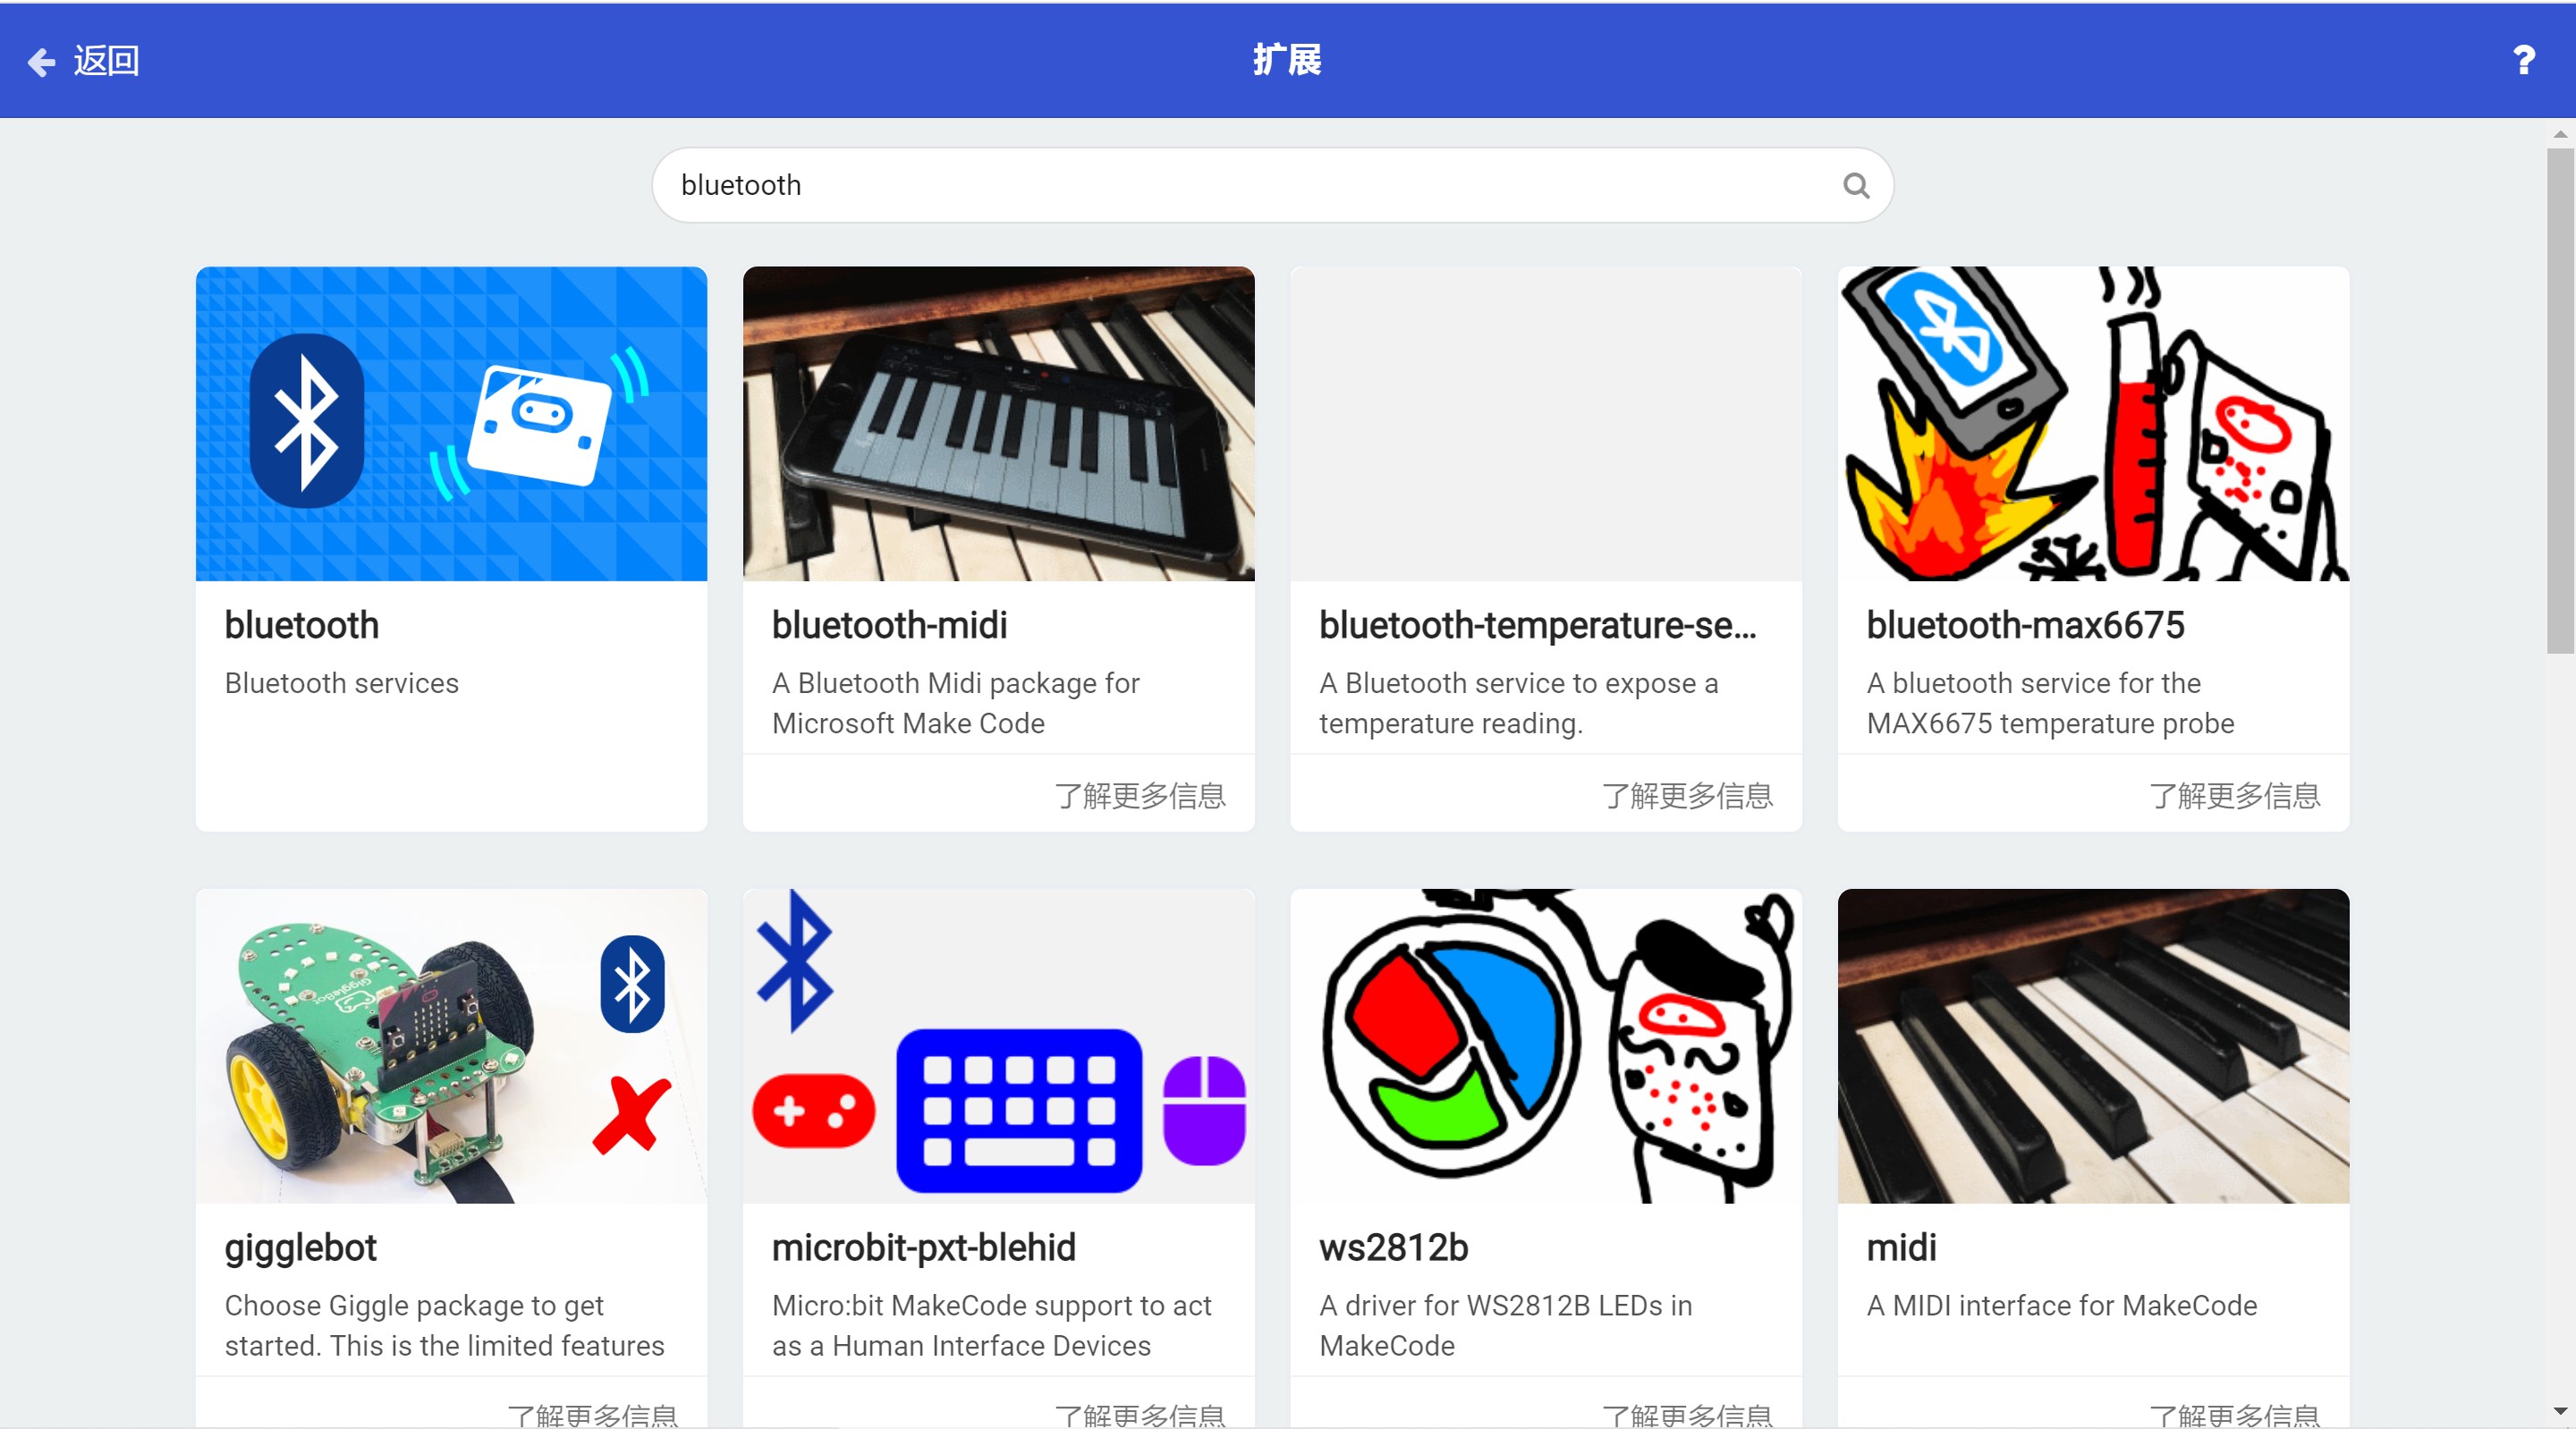 返回
扩展
?
bluetooth
bluetooth
Bluetooth services
bluetooth-midi
A Bluetooth Midi package for
Microsoft Make Code
了解更多信息
bluetooth-temperature-se...
A Bluetooth service to expose a
temperature reading.
了解更多信息
bluetooth-max6675
A bluetooth service for the
MAX6675 temperature probe
了解更多信息
gigglebot
Choose Giggle package to get
started. This is the limited features
了解更多信息
microbit-pxt-blehid
Micro:bit MakeCode support to act
as a Human Interface Devices
了解更多信息
ws2812b
A driver for WS2812B LEDs in
MakeCode
了解更多信息
midi
A MIDI interface for MakeCode
了解更多信息